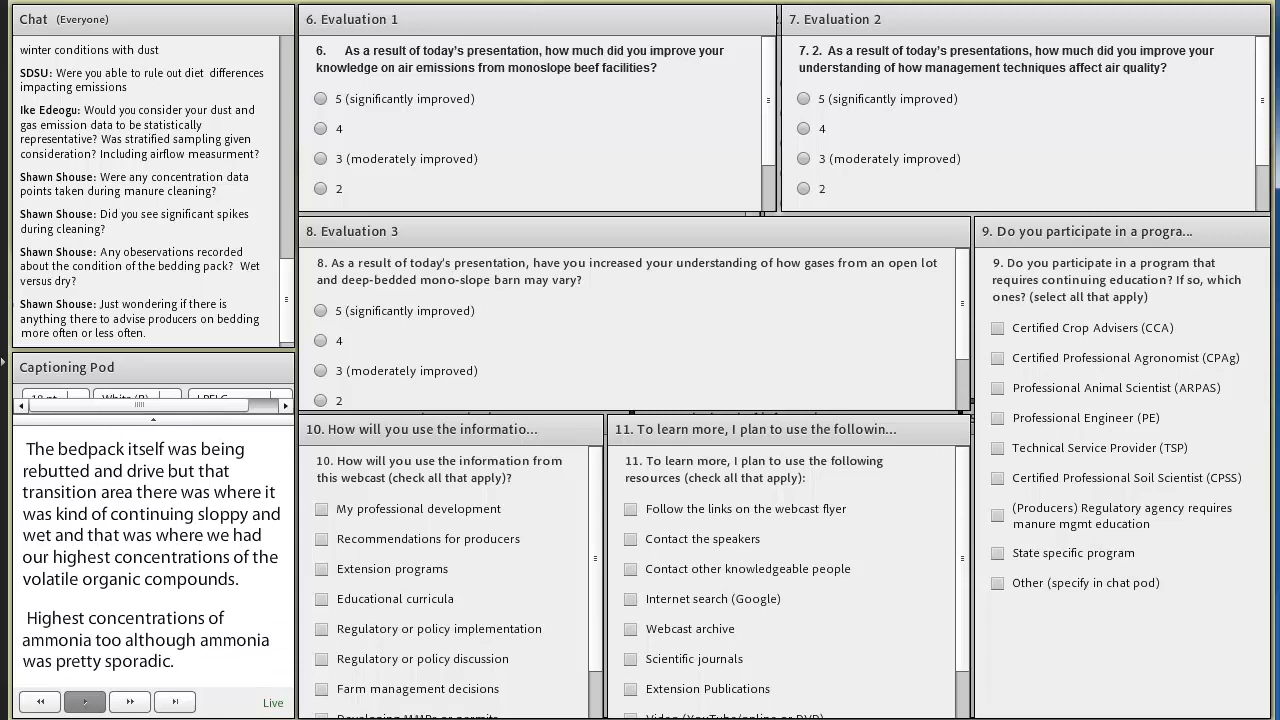 Chat (Everyone)
winter conditions with dust
SDSU: Were you able to rule out diet differences
impacting emissions
Ike Edeogu: Would you consider your dust and
gas emission data to be statistically
representative? Was stratified sampling given
consideration? Including airflow measurment?
Shawn Shouse: Were any concentration data
points taken during manure cleaning?
Shawn Shouse: Did you see significant spikes
during cleaning?
Shawn Shouse: Any obeservations recorded
about the condition of the bedding pack? Wet
versus dry?
Shawn Shouse: Just wondering if there is
anything there to advise producers on bedding
more often or less often.
Captioning Pod
The bedpack itself was being
rebutted and drive but that
transition area there was where it
was kind of continuing sloppy and
wet and that was where we had
our highest concentrations of the
volatile organic compounds.
Highest concentrations of
ammonia too although ammonia
was pretty sporadic.
Live
6. Evaluation 1
6. As a result of today's presentation, how much did you improve your
knowledge on air emissions from monoslope beef facilities?
5 (significantly improved)
4
3 (moderately improved)
2
7. Evaluation 2
7. 2. As a result of today's presentations, how much did you improve your
understanding of how management techniques affect air quality?
5 (significantly improved)
4
3 (moderately improved)
2
8. Evaluation 3
8. As a result of today's presentation, have you increased your understanding of how gases from an open lot
and deep-bedded mono-slope barn may vary?
5 (significantly improved)
4
3 (moderately improved)
2
9. Do you participate in a progra...
9. Do you participate in a program that
requires continuing education? If so, which
ones? (select all that apply)
Certified Crop Advisers (CCA)
Certified Professional Agronomist (CPAg)
Professional Animal Scientist (ARPAS)
Professional Engineer (PE)
Technical Service Provider (TSP)
Certified Professional Soil Scientist (CPSS)
(Producers) Regulatory agency requires
manure mgmt education
State specific program
Other (specify in chat pod)
10. How will you use the informatio...
10. How will you use the information from
this webcast (check all that apply)?
My professional development
Recommendations for producers
Extension programs
Educational curricula
Regulatory or policy implementation
Regulatory or policy discussion
Farm management decisions
11. To learn more, I plan to use the followin...
11. To learn more, I plan to use the following
resources (check all that apply):
Follow the links on the webcast flyer
Contact the speakers
Contact other knowledgeable people
Internet search (Google)
Webcast archive
Scientific journals
Extension Publications